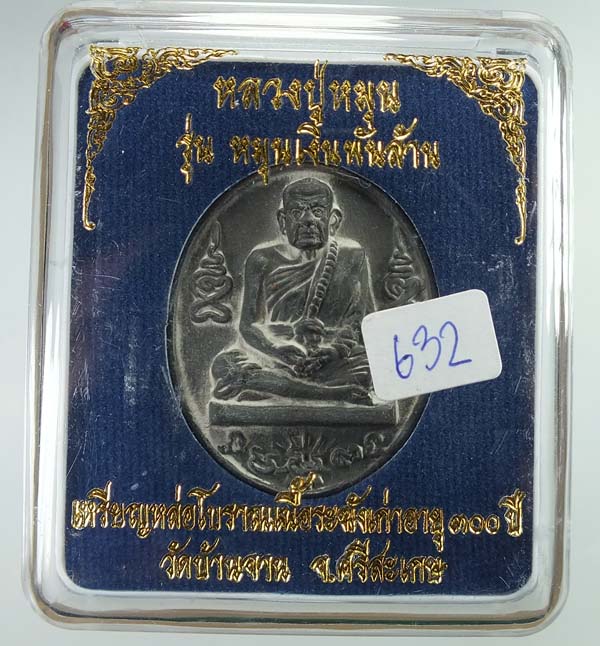 หลวงปู่หมุน
รุ่น หมุนเงินพันล้าน
632
เหรียญหล่อโบราณเนื้อระฆังเก่าอายุ ๓๐๐ ปี
วัดบ้านจาน จ.ศรีสะเกษ